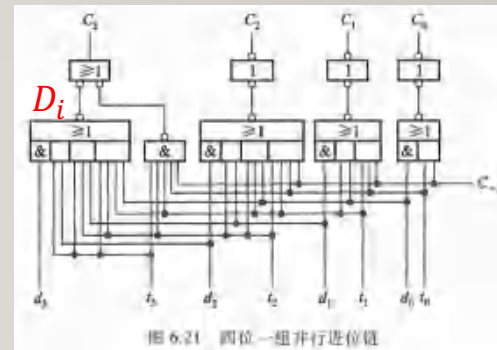 C₃ C₂ C₁ C₀
≥1 1 1 1
Dᵢ
≥1 ≥1 ≥1 ≥1
& & & & &
C₋₁
d₃ t₃ d₂ t₂ d₁ t₁ d₀ t₀
图 6.21 四位一组并行进位链